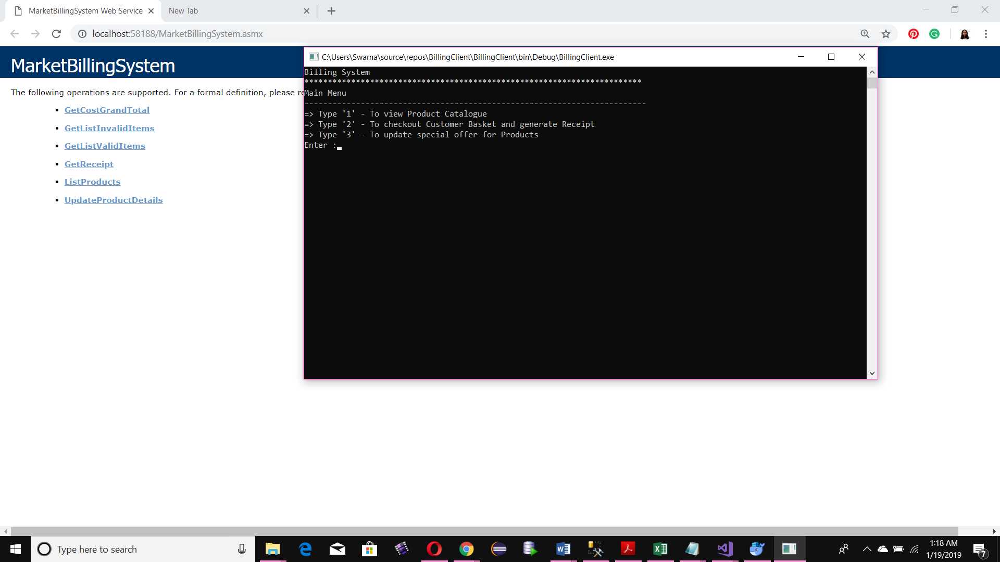 MarketBillingSystem Web Service
New Tab
localhost:58188/MarketBillingSystem.asmx
MarketBillingSystem
The following operations are supported. For a formal definition, please re
GetCostGrandTotal
GetListInvalidItems
GetListValidItems
GetReceipt
ListProducts
UpdateProductDetails
C:\Users\Swarna\source\repos\BillingClient\BillingClient\bin\Debug\BillingClient.exe
Billing System
************************************************************************
Main Menu
-------------------------------------------------------------------------
=> Type '1' - To view Product Catalogue
=> Type '2' - To checkout Customer Basket and generate Receipt
=> Type '3' - To update special offer for Products
Enter :
Type here to search
1:18 AM
1/19/2019
7